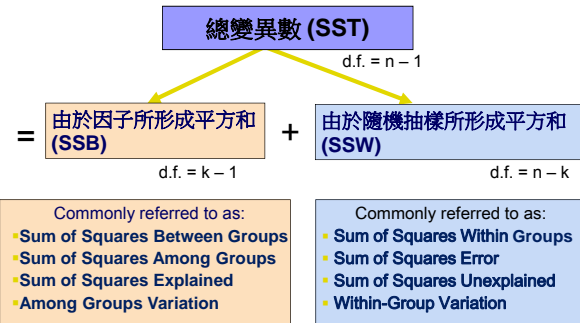 總變異數 (SST)
d.f. = n – 1
=
由於因子所形成平方和
(SSB)
+
由於隨機抽樣所形成平方和
(SSW)
d.f. = k – 1
d.f. = n – k
Commonly referred to as:
Sum of Squares Between Groups
Sum of Squares Among Groups
Sum of Squares Explained
Among Groups Variation
Commonly referred to as:
Sum of Squares Within Groups
Sum of Squares Error
Sum of Squares Unexplained
Within-Group Variation